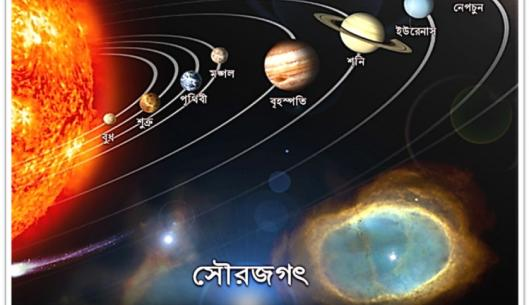 নেপচুন
ইউরেনাস
শনি
মঙ্গল
বৃহস্পতি
পৃথিবী
শুক্র
বুধ
সৌরজগৎ